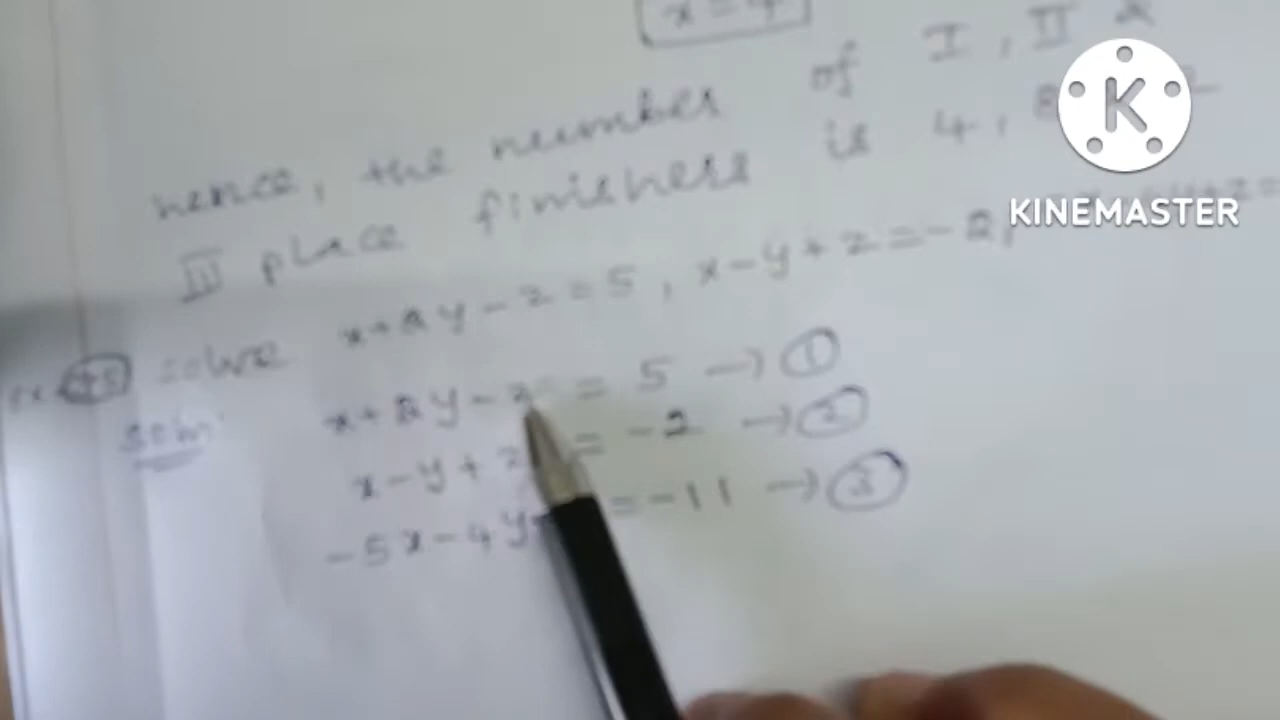 x=4
hence, the number of I, II &
III place finishers is 4, 8
x+2y-z=5, x-y+z=-2,
Solve
Soln
x+2y-z = 5 → ①
x-y+z = -2 → ②
-5x-4y = -11 → ③
KINEMASTER